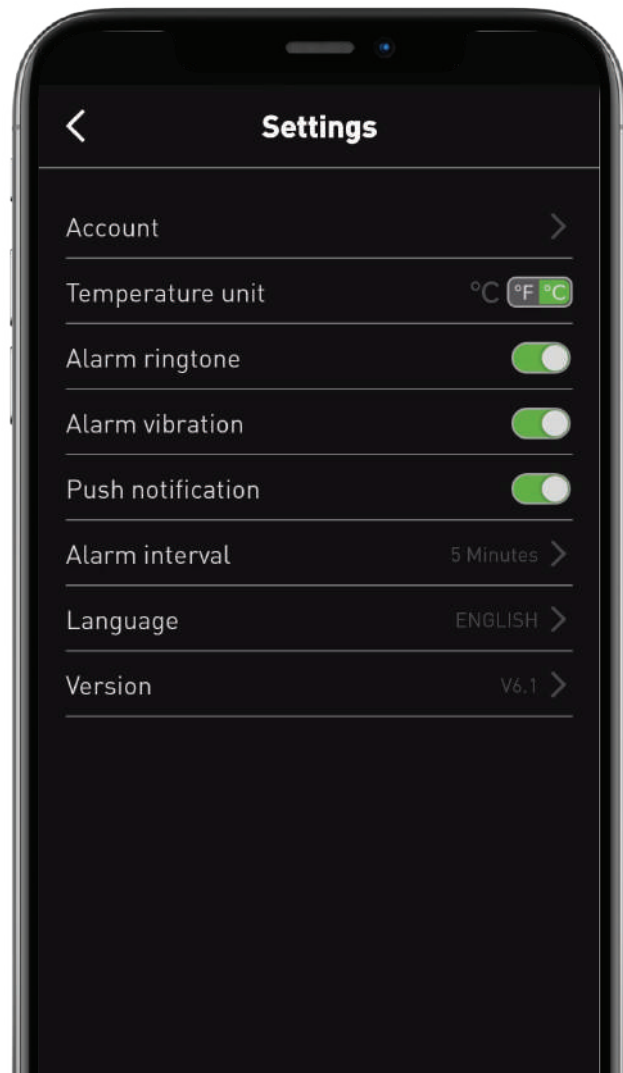 Settings
Account
Temperature unit °C °F °C
Alarm ringtone
Alarm vibration
Push notification
Alarm interval 5 Minutes
Language ENGLISH
Version V6.1